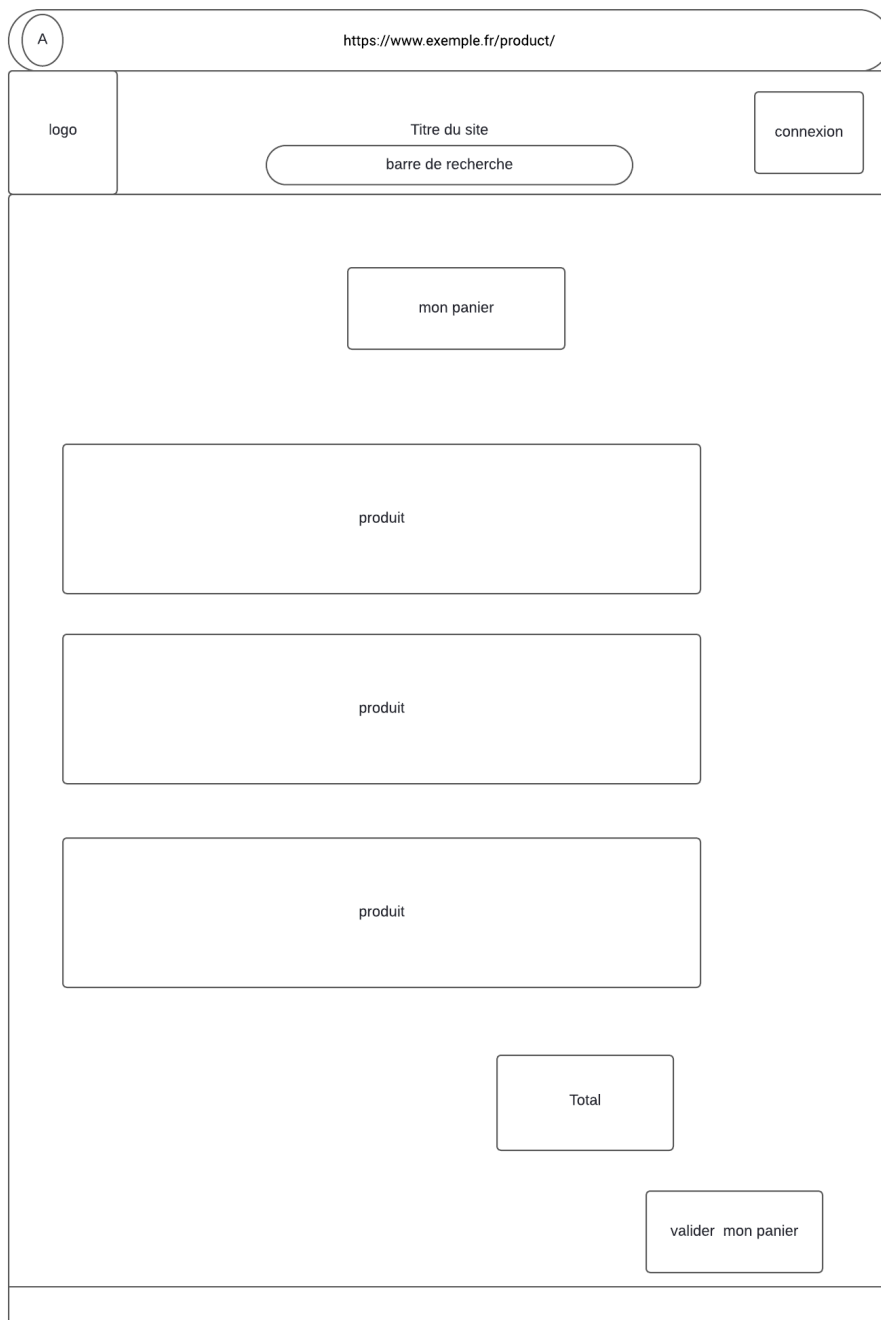 A
https://www.exemple.fr/product/
logo
Titre du site
connexion
barre de recherche
mon panier
produit
produit
produit
Total
valider  mon panier